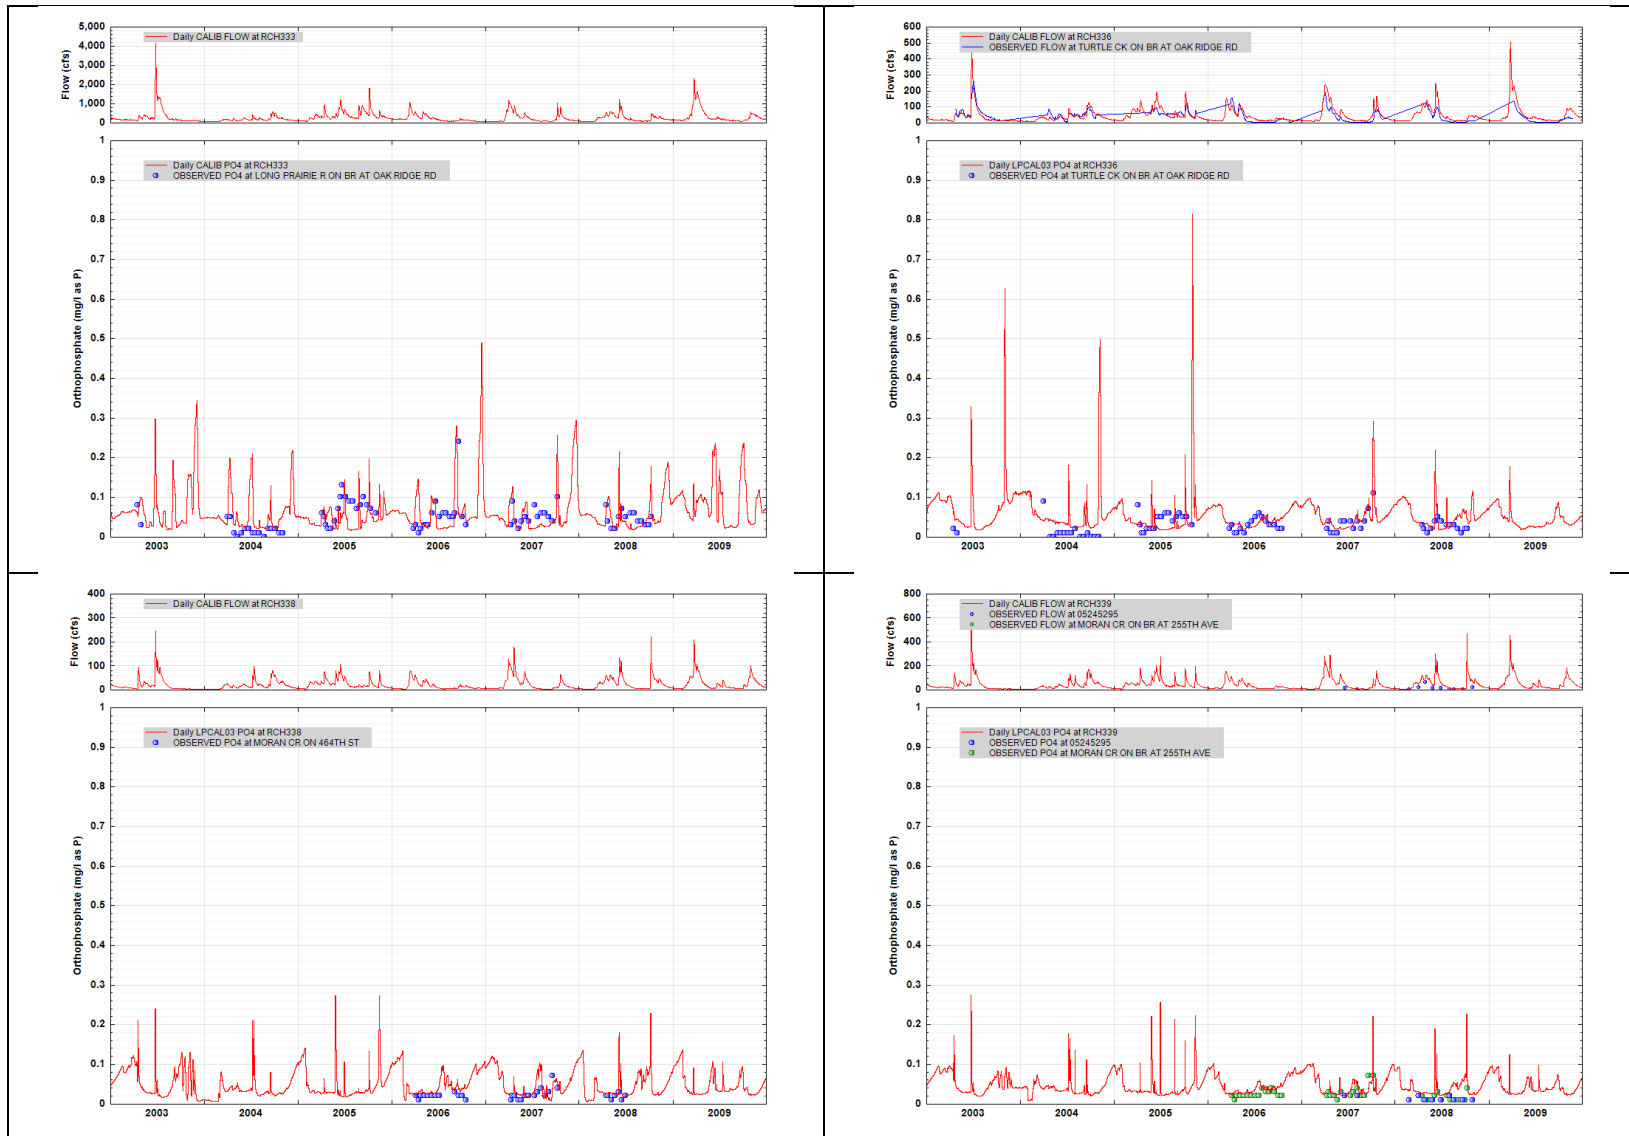 5,000
4,000
3,000
2,000
1,000
0
Flow (cfs)
Daily CALIB FLOW at RCH333
1
0.9
0.8
0.7
0.6
0.5
0.4
0.3
0.2
0.1
0
Orthophosphate (mg/l as P)
Daily CALIB PO4 at RCH333
OBSERVED PO4 at LONG PRAIRIE R ON BR AT OAK RIDGE RD
2003 2004 2005 2006 2007 2008 2009
600
500
400
300
200
100
0
Flow (cfs)
Daily CALIB FLOW at RCH336
OBSERVED FLOW at TURTLE CK ON BR AT OAK RIDGE RD
1
0.9
0.8
0.7
0.6
0.5
0.4
0.3
0.2
0.1
0
Orthophosphate (mg/l as P)
Daily LPCAL03 PO4 at RCH336
OBSERVED PO4 at TURTLE CK ON BR AT OAK RIDGE RD
2003 2004 2005 2006 2007 2008 2009
400
300
200
100
0
Flow (cfs)
Daily CALIB FLOW at RCH338
1
0.9
0.8
0.7
0.6
0.5
0.4
0.3
0.2
0.1
0
Orthophosphate (mg/l as P)
Daily LPCAL03 PO4 at RCH338
OBSERVED PO4 at MORAN CR ON 464TH ST
2003 2004 2005 2006 2007 2008 2009
800
600
400
200
0
Flow (cfs)
Daily CALIB FLOW at RCH339
OBSERVED FLOW at 05245295
OBSERVED FLOW at MORAN CR ON BR AT 255TH AVE
1
0.9
0.8
0.7
0.6
0.5
0.4
0.3
0.2
0.1
0
Orthophosphate (mg/l as P)
Daily LPCAL03 PO4 at RCH339
OBSERVED PO4 at 05245295
OBSERVED PO4 at MORAN CR ON BR AT 255TH AVE
2003 2004 2005 2006 2007 2008 2009